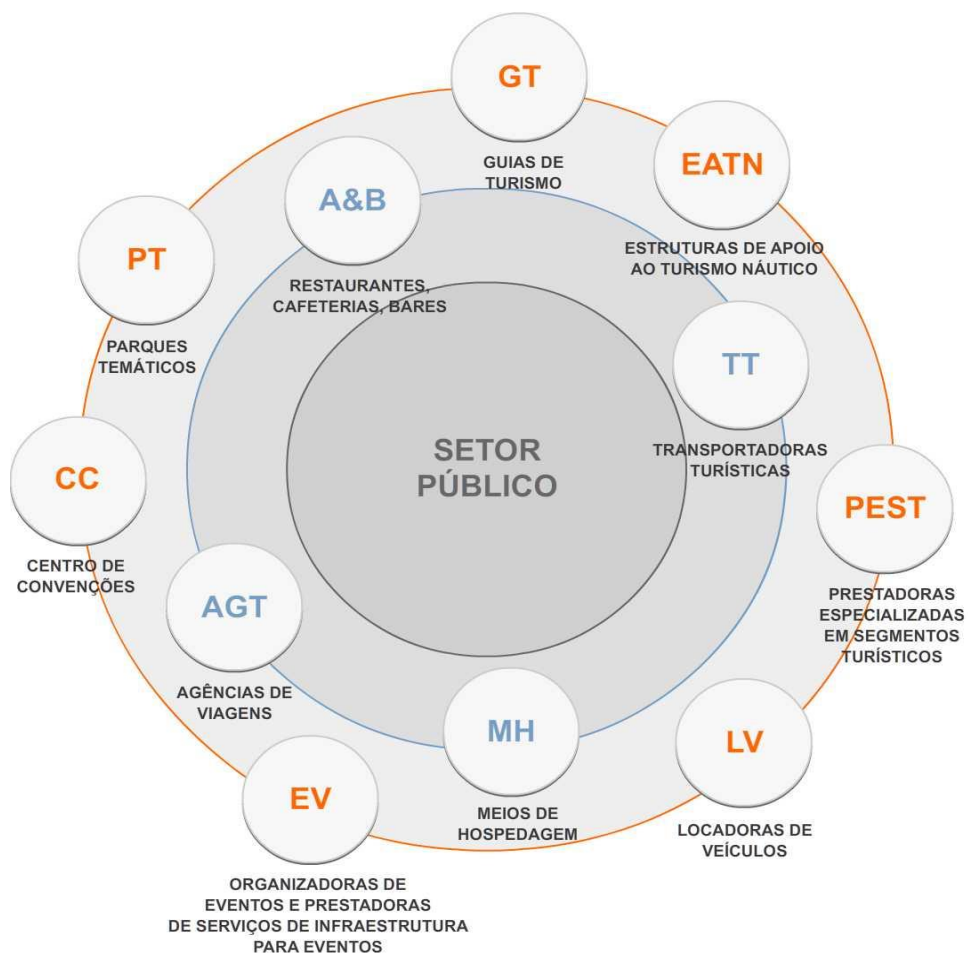 GT
GUIAS DE
TURISMO
EATN
ESTRUTURAS DE APOIO
AO TURISMO NÁUTICO
A&B
RESTAURANTES,
CAFETERIAS, BARES
PT
PARQUES
TEMÁTICOS
TT
TRANSPORTADORAS
TURÍSTICAS
SETOR
PÚBLICO
CC
CENTRO DE
CONVENÇÕES
PEST
PRESTADORAS
ESPECIALIZADAS
EM SEGMENTOS
TURÍSTICOS
AGT
AGÊNCIAS DE
VIAGENS
MH
MEIOS DE
HOSPEDAGEM
LV
LOCADORAS DE
VEÍCULOS
EV
ORGANIZADORAS DE
EVENTOS E PRESTADORAS
DE SERVIÇOS DE INFRAESTRUTURA
PARA EVENTOS